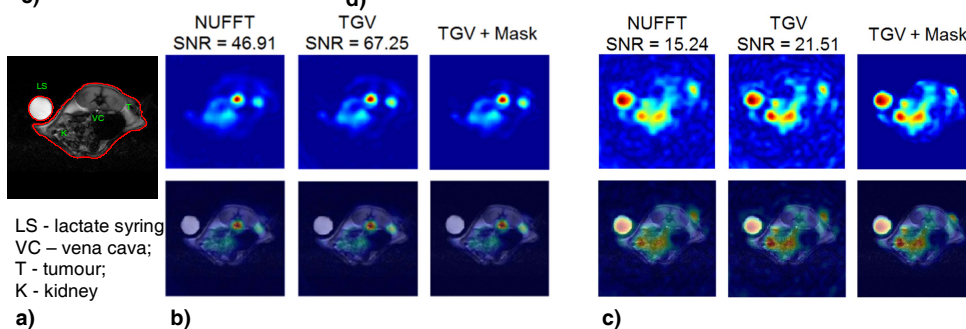 NUFFT
SNR = 46.91
TGV
SNR = 67.25
TGV + Mask
NUFFT
SNR = 15.24
TGV
SNR = 21.51
TGV + Mask
LS
T
VC
K
LS - lactate syring
VC – vena cava;
T - tumour;
K - kidney
a)
b)
c)